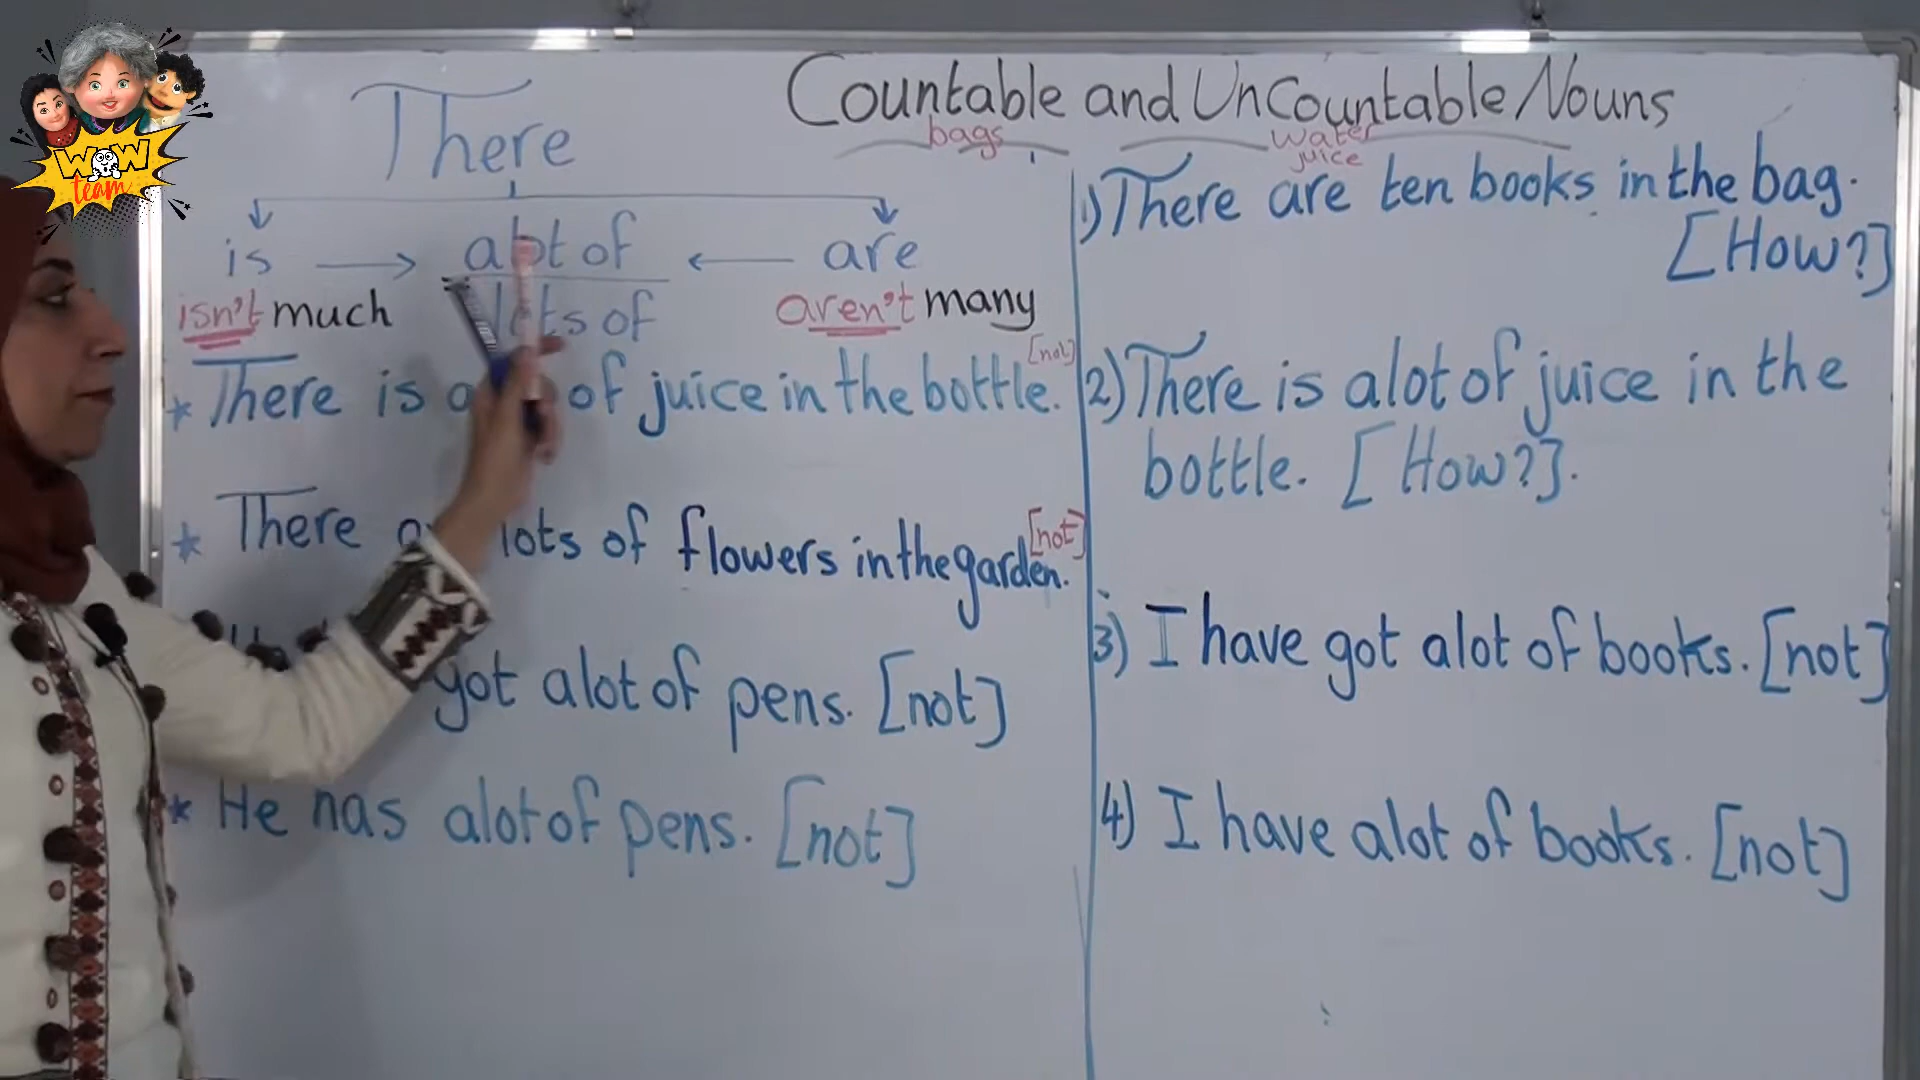 WOW
team
Countable and UnCountable Nouns
bags
water
juice
There
is → alot of ← are
isn't much lots of aren't many
[not]
* There is of juice in the bottle.
[not]
* There lots of flowers in the garden.
got alot of pens. [not]
* He has alot of pens. [not]
1) There are ten books in the bag.
[How?]
2) There is alot of juice in the
bottle. [How?].
3) I have got alot of books. [not]
4) I have alot of books. [not]